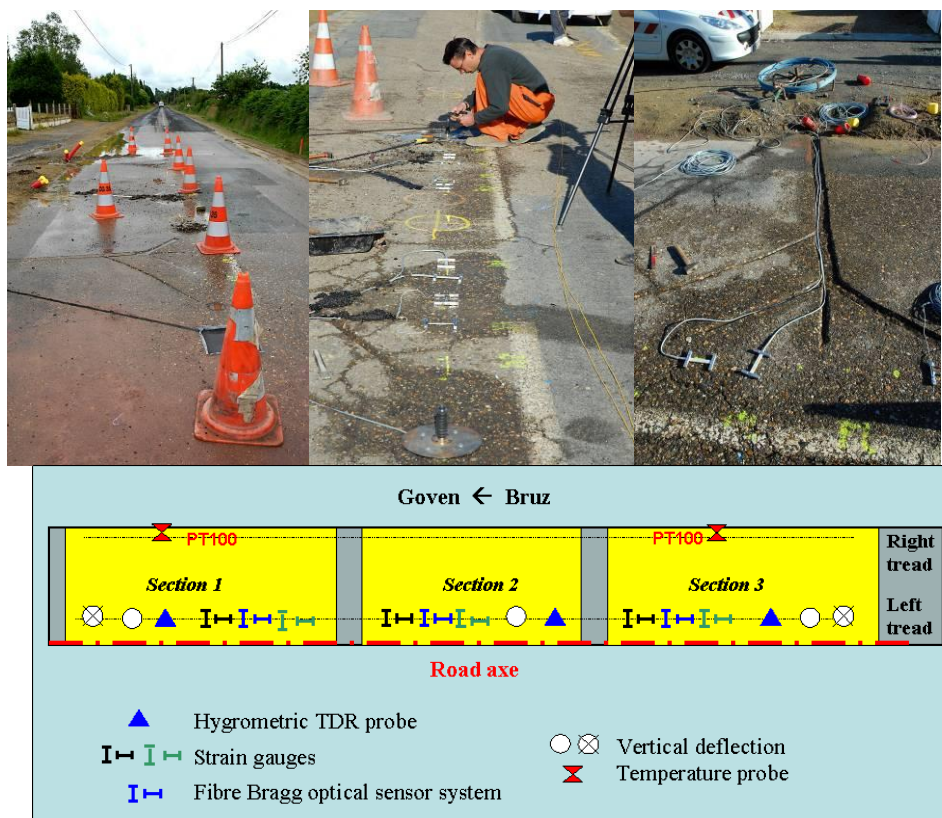 Goven ← Bruz
PT100
PT100
Right
tread
Section 1
Section 2
Section 3
Left
tread
Road axe
Hygrometric TDR probe
Strain gauges
Fibre Bragg optical sensor system
Vertical deflection
Temperature probe